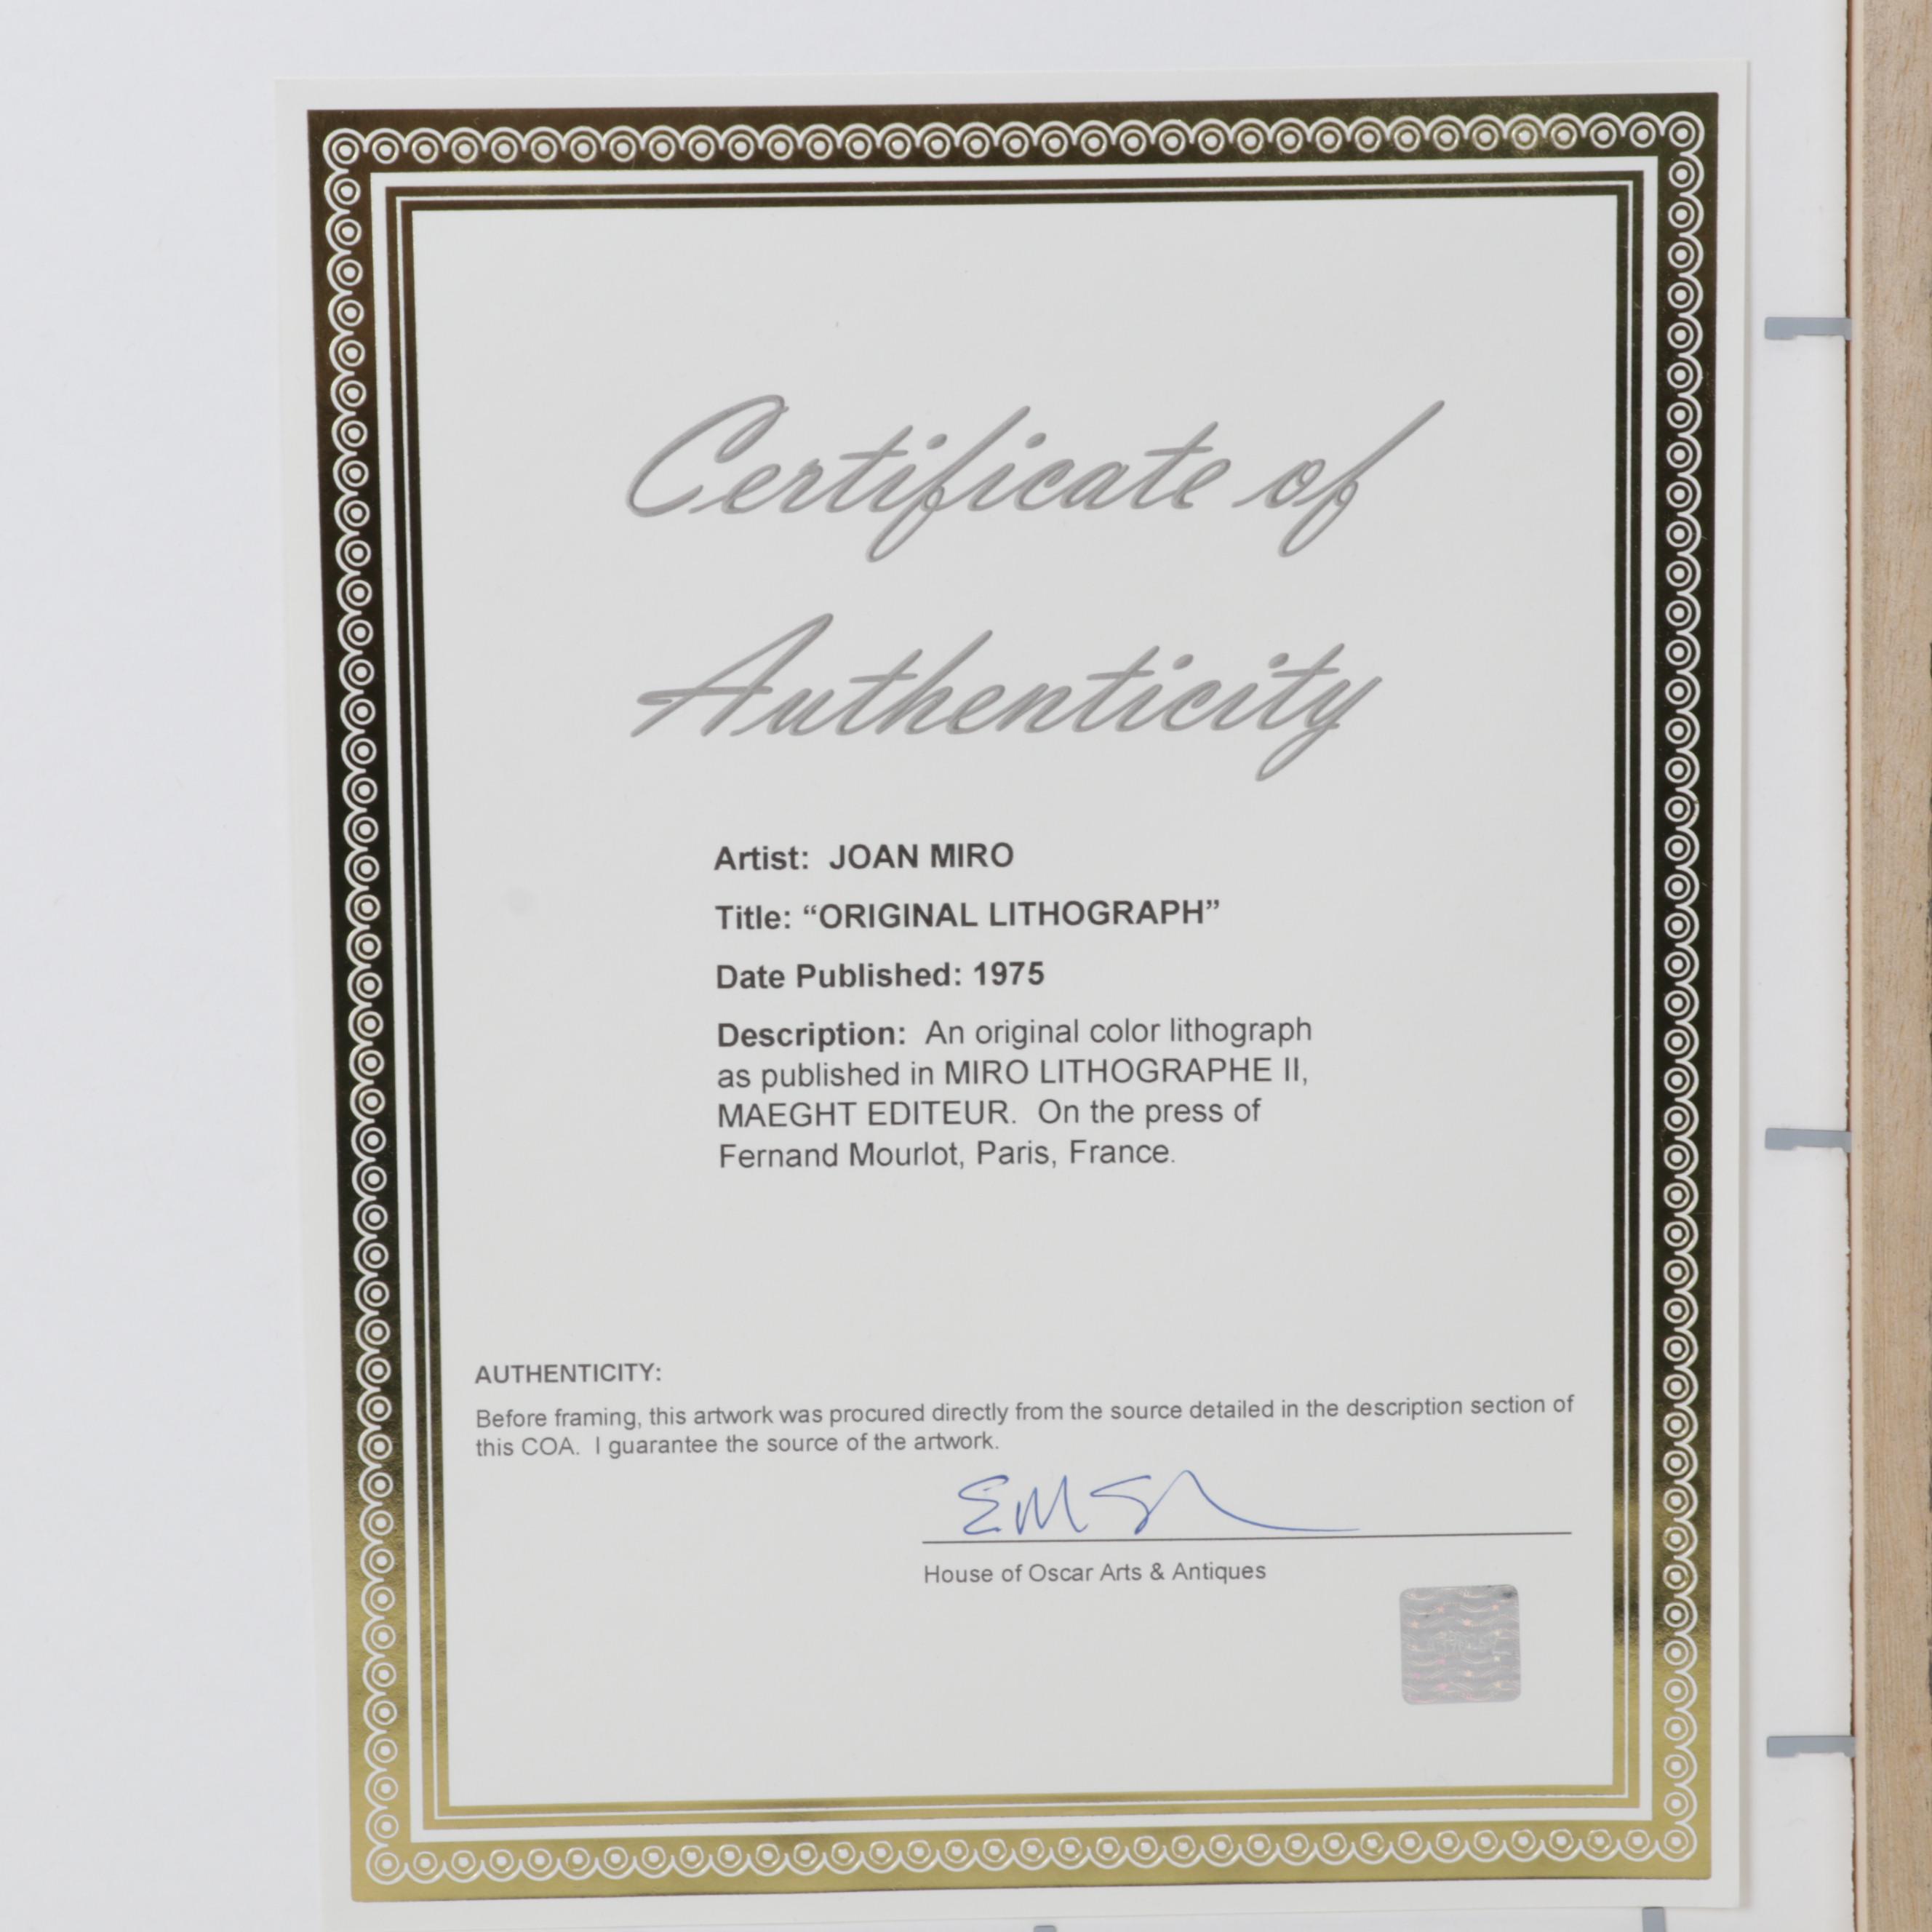 Certificate of
Authenticity
Artist: JOAN MIRO
Title: “ORIGINAL LITHOGRAPH”
Date Published: 1975
Description: An original color lithograph
as published in MIRO LITHOGRAPHE II,
MAEGHT EDITEUR. On the press of
Fernand Mourlot, Paris, France.
AUTHENTICITY:
Before framing, this artwork was procured directly from the source detailed in the description section of
this COA. I guarantee the source of the artwork.
House of Oscar Arts & Antiques